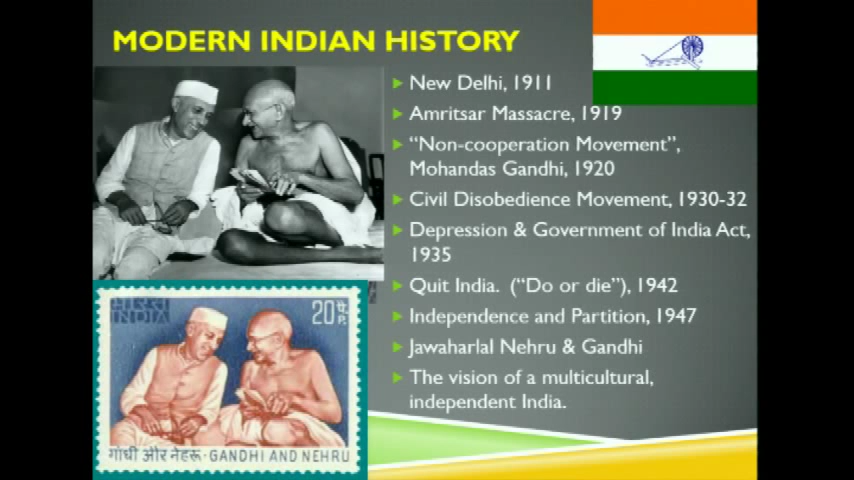 MODERN INDIAN HISTORY
New Delhi, 1911
Amritsar Massacre, 1919
“Non-cooperation Movement”,
Mohandas Gandhi, 1920
Civil Disobedience Movement, 1930-32
Depression & Government of India Act,
1935
Quit India. (“Do or die”), 1942
Independence and Partition, 1947
Jawaharlal Nehru & Gandhi
The vision of a multicultural,
independent India.
भारत
INDIA
20 पै.
P.
गांधी और नेहरू · GANDHI AND NEHRU